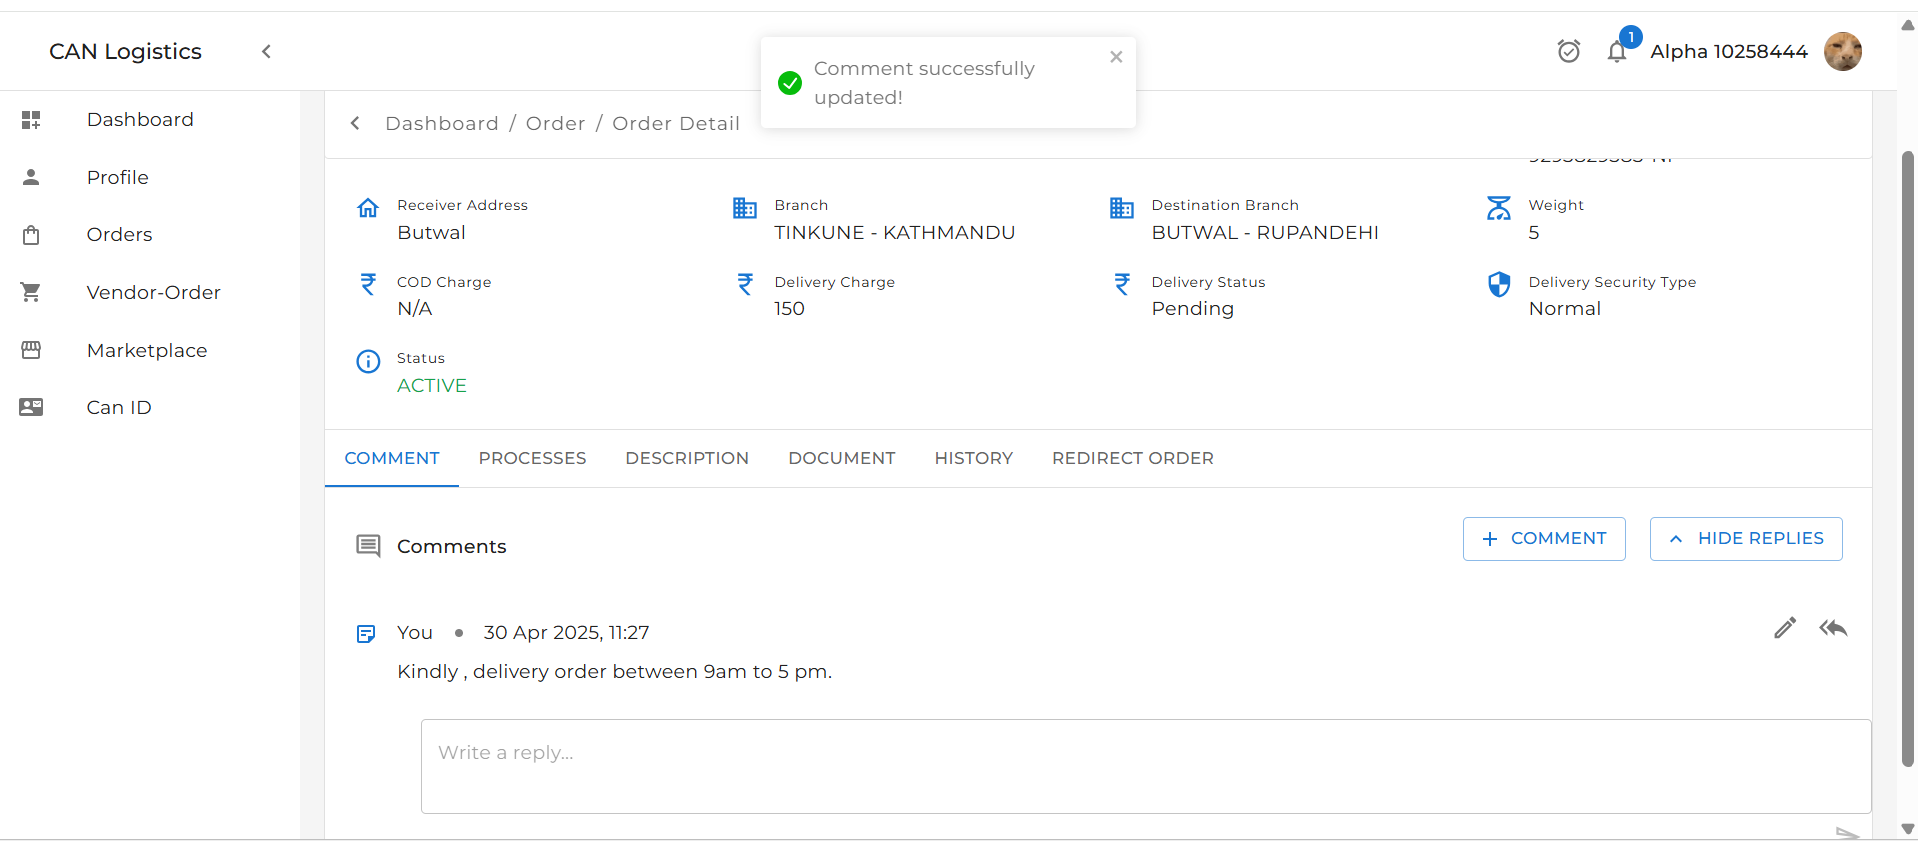 CAN Logistics
Comment successfully
updated!
1
Alpha 10258444
Dashboard
Profile
Orders
Vendor-Order
Marketplace
Can ID
Dashboard / Order / Order Detail
Receiver Address
Butwal
Branch
TINKUNE - KATHMANDU
Destination Branch
BUTWAL - RUPANDEHI
Weight
5
COD Charge
N/A
Delivery Charge
150
Delivery Status
Pending
Delivery Security Type
Normal
Status
ACTIVE
COMMENT PROCESSES DESCRIPTION DOCUMENT HISTORY REDIRECT ORDER
Comments
COMMENT
HIDE REPLIES
You • 30 Apr 2025, 11:27
Kindly , delivery order between 9am to 5 pm.
Write a reply...